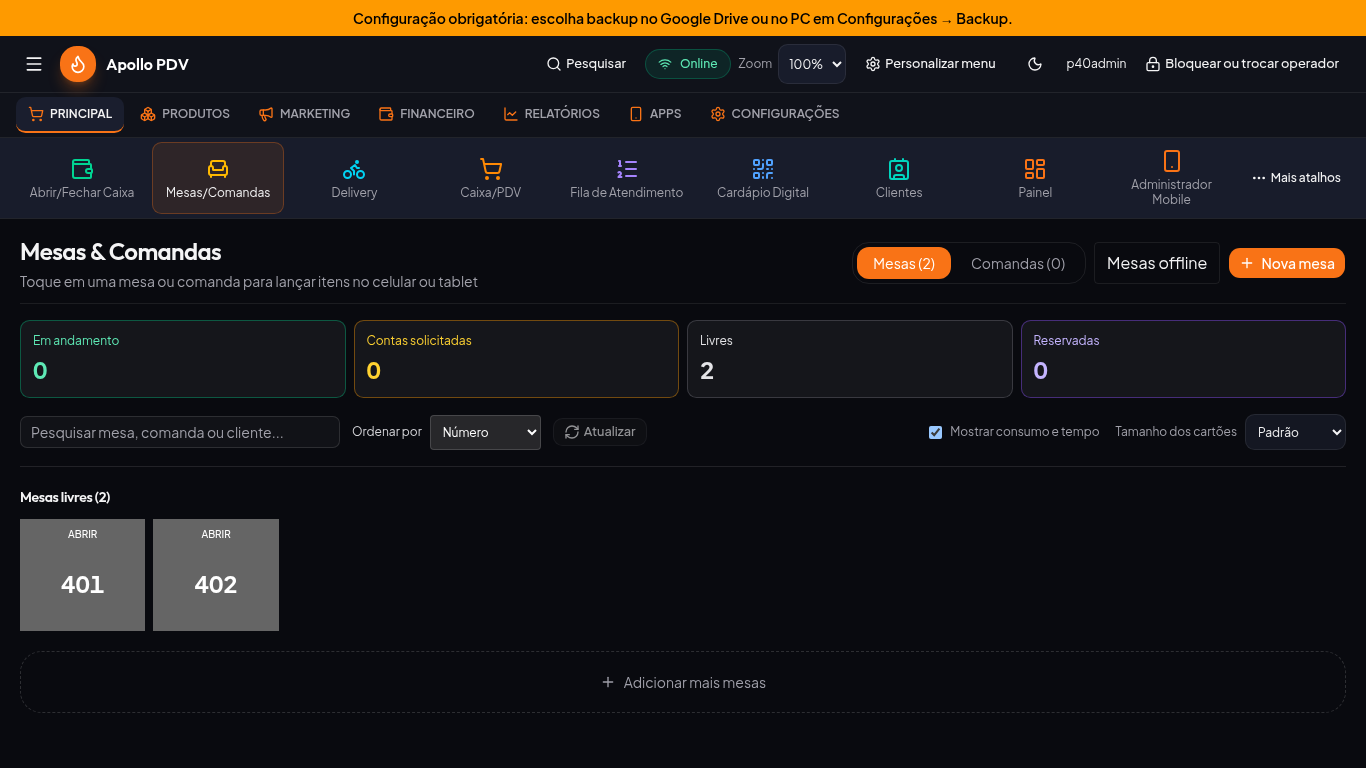 Configuração obrigatória: escolha backup no Google Drive ou no PC em Configurações → Backup.
Apollo PDV
Pesquisar
Online
Zoom
100%
Personalizar menu
p40admin
Bloquear ou trocar operador
PRINCIPAL
PRODUTOS
MARKETING
FINANCEIRO
RELATÓRIOS
APPS
CONFIGURAÇÕES
Abrir/Fechar Caixa
Mesas/Comandas
Delivery
Caixa/PDV
Fila de Atendimento
Cardápio Digital
Clientes
Painel
Administrador
Mobile
Mais atalhos
Mesas & Comandas
Toque em uma mesa ou comanda para lançar itens no celular ou tablet
Mesas (2)
Comandas (0)
Mesas offline
Nova mesa
Em andamento
0
Contas solicitadas
0
Livres
2
Reservadas
0
Pesquisar mesa, comanda ou cliente...
Ordenar por
Número
Atualizar
Mostrar consumo e tempo
Tamanho dos cartões
Padrão
Mesas livres (2)
ABRIR
401
ABRIR
402
Adicionar mais mesas